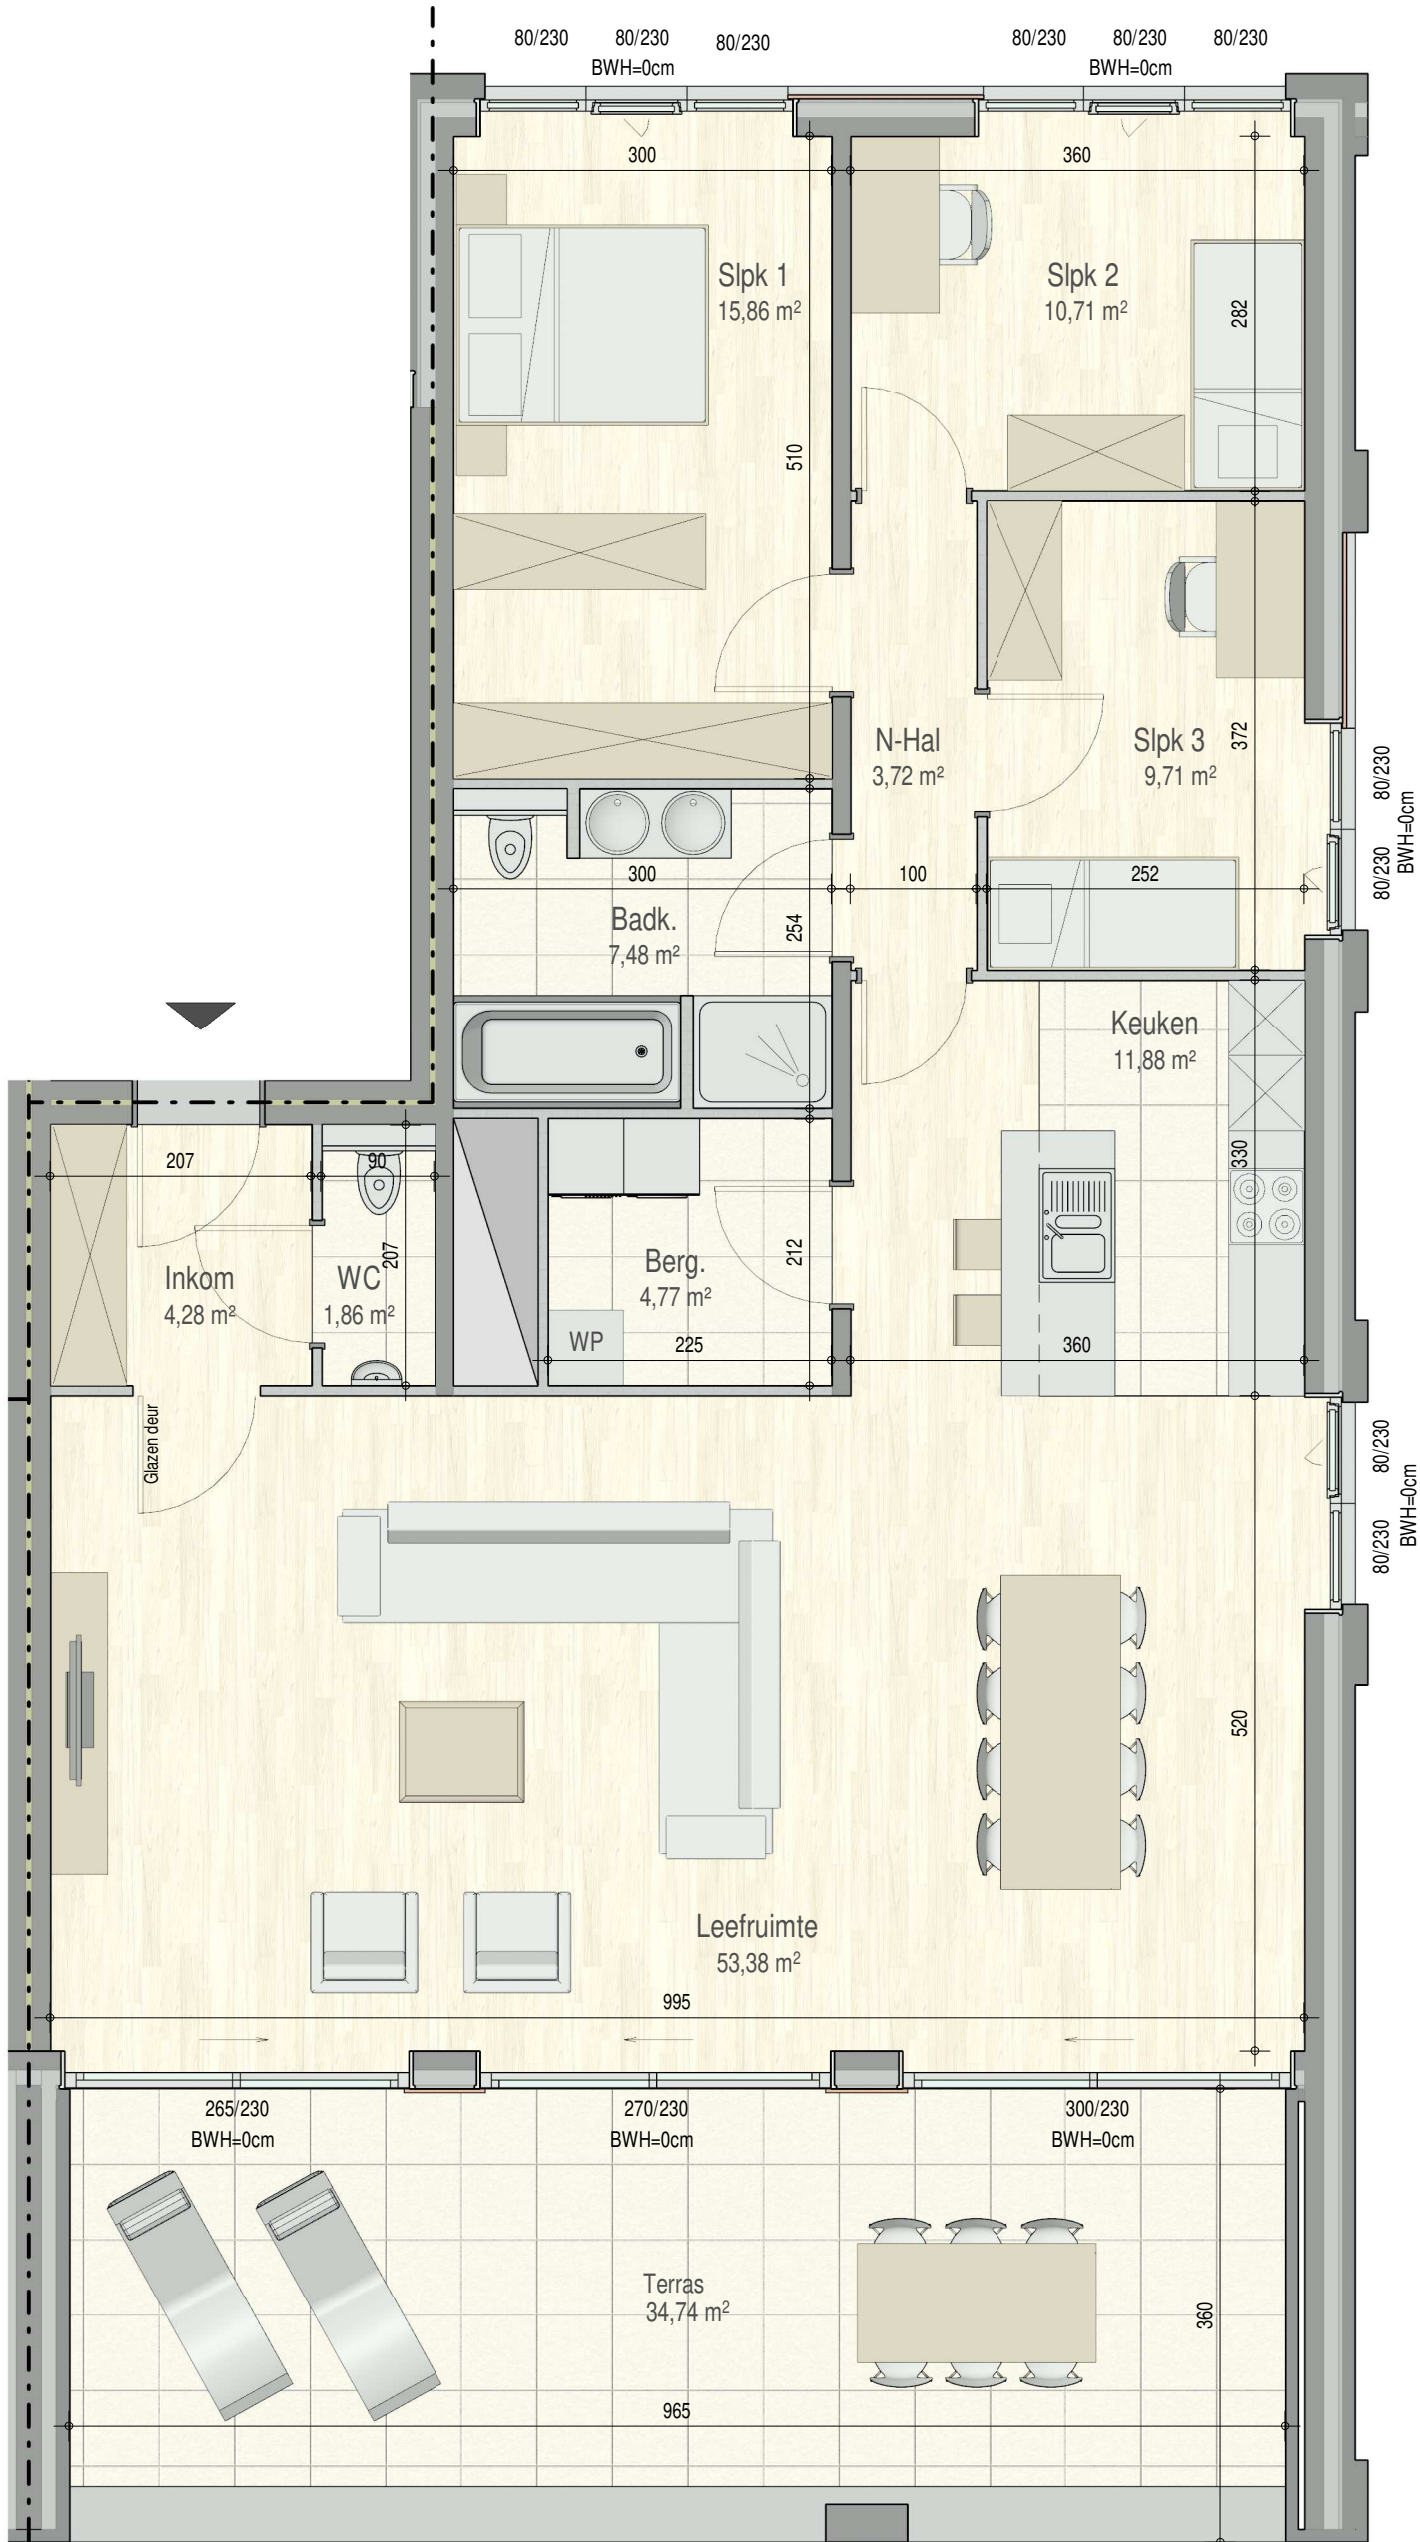 80/230 80/230 80/230 80/230 80/230 80/230
BWH=0cm BWH=0cm
300 360
Slpk 1
15,86 m²
Slpk 2
10,71 m²
282
510
N-Hal
3,72 m²
Slpk 3
9,71 m²
372
80/230
80/230
BWH=0cm
300 100 252
Badk.
7,48 m²
254
Keuken
11,88 m²
330
207 90
Inkom
4,28 m²
WC
1,86 m²
207
Berg.
4,77 m²
212
WP
225 360
Glazen deur
80/230
80/230
BWH=0cm
520
Leefruimte
53,38 m²
995
265/230
BWH=0cm
270/230
BWH=0cm
300/230
BWH=0cm
Terras
34,74 m²
360
965